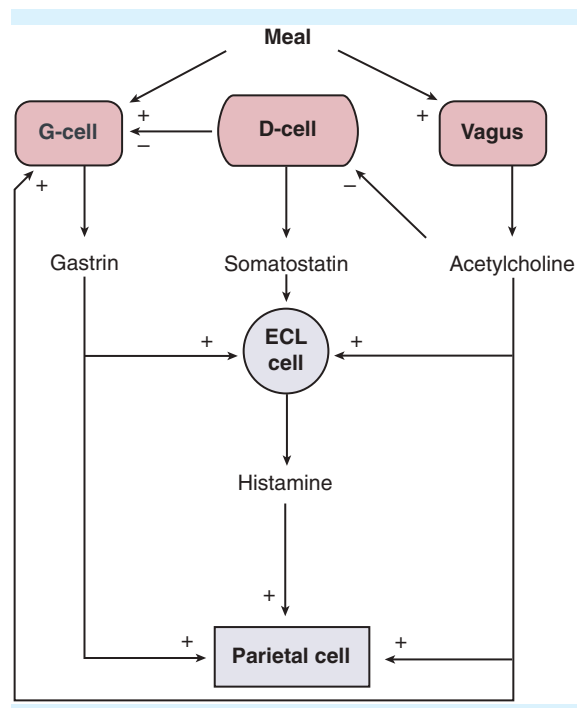 Meal
+
+
G-cell
–
D-cell
Vagus
+
–
Gastrin
Somatostatin
Acetylcholine
+
ECL
cell
+
Histamine
+
+
Parietal cell
+